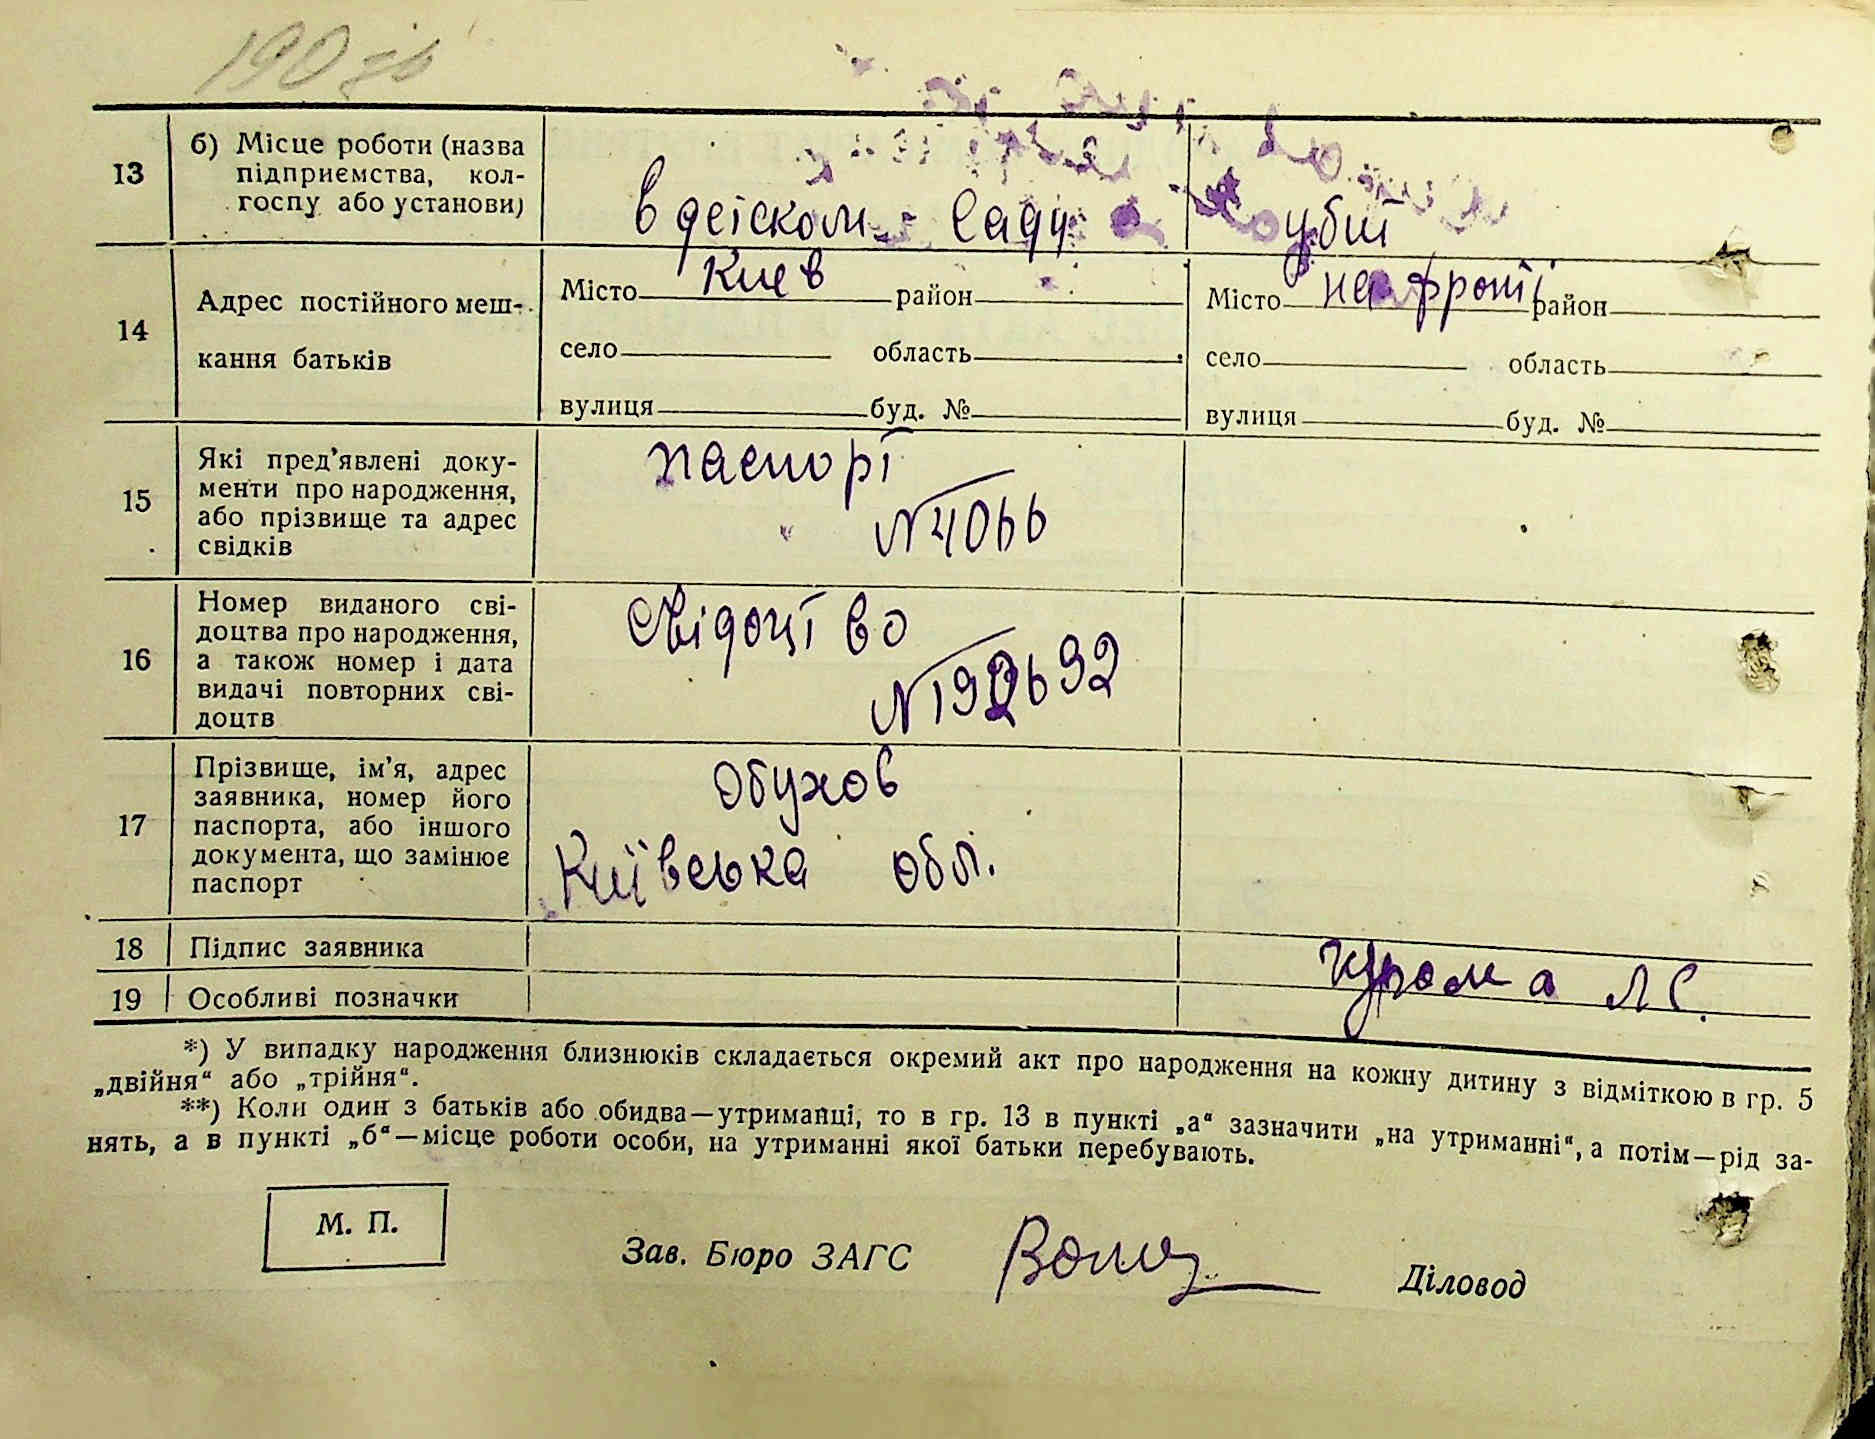 190 зв
13
б) Місце роботи (назва
підприємства, кол-
госпу або установи)
в детском саду
убит
14
Адрес постійного меш-
кання батьків
Місто Киев район
село область
вулиця буд. №
Місто на фронті район
село область
вулиця буд. №
15
Які пред’явлені доку-
менти про народження,
або прізвище та адрес
свідків
паспорт
N 4066
16
Номер виданого сві-
доцтва про народження,
а також номер і дата
видачі повторних сві-
доцтв
Свідоцтво
N
17
Прізвище, ім’я, адрес
заявника, номер його
паспорта, або іншого
документа, що замінює
паспорт
Обухов
Київська обл.
18 Підпис заявника
19 Особливі позначки
*) У випадку народження близнюків складається окремий акт про народження на кожну дитину з відміткою в гр. 5
„двійня“ або „трійня“.
**) Коли один з батьків або обидва—утриманці, то в гр. 13 в пункті „а“ зазначити „на утриманні“, а потім—рід за-
нять, а в пункті „б“—місце роботи особи, на утриманні якої батьки перебувають.
М. П.
Зав. Бюро ЗАГС
Діловод